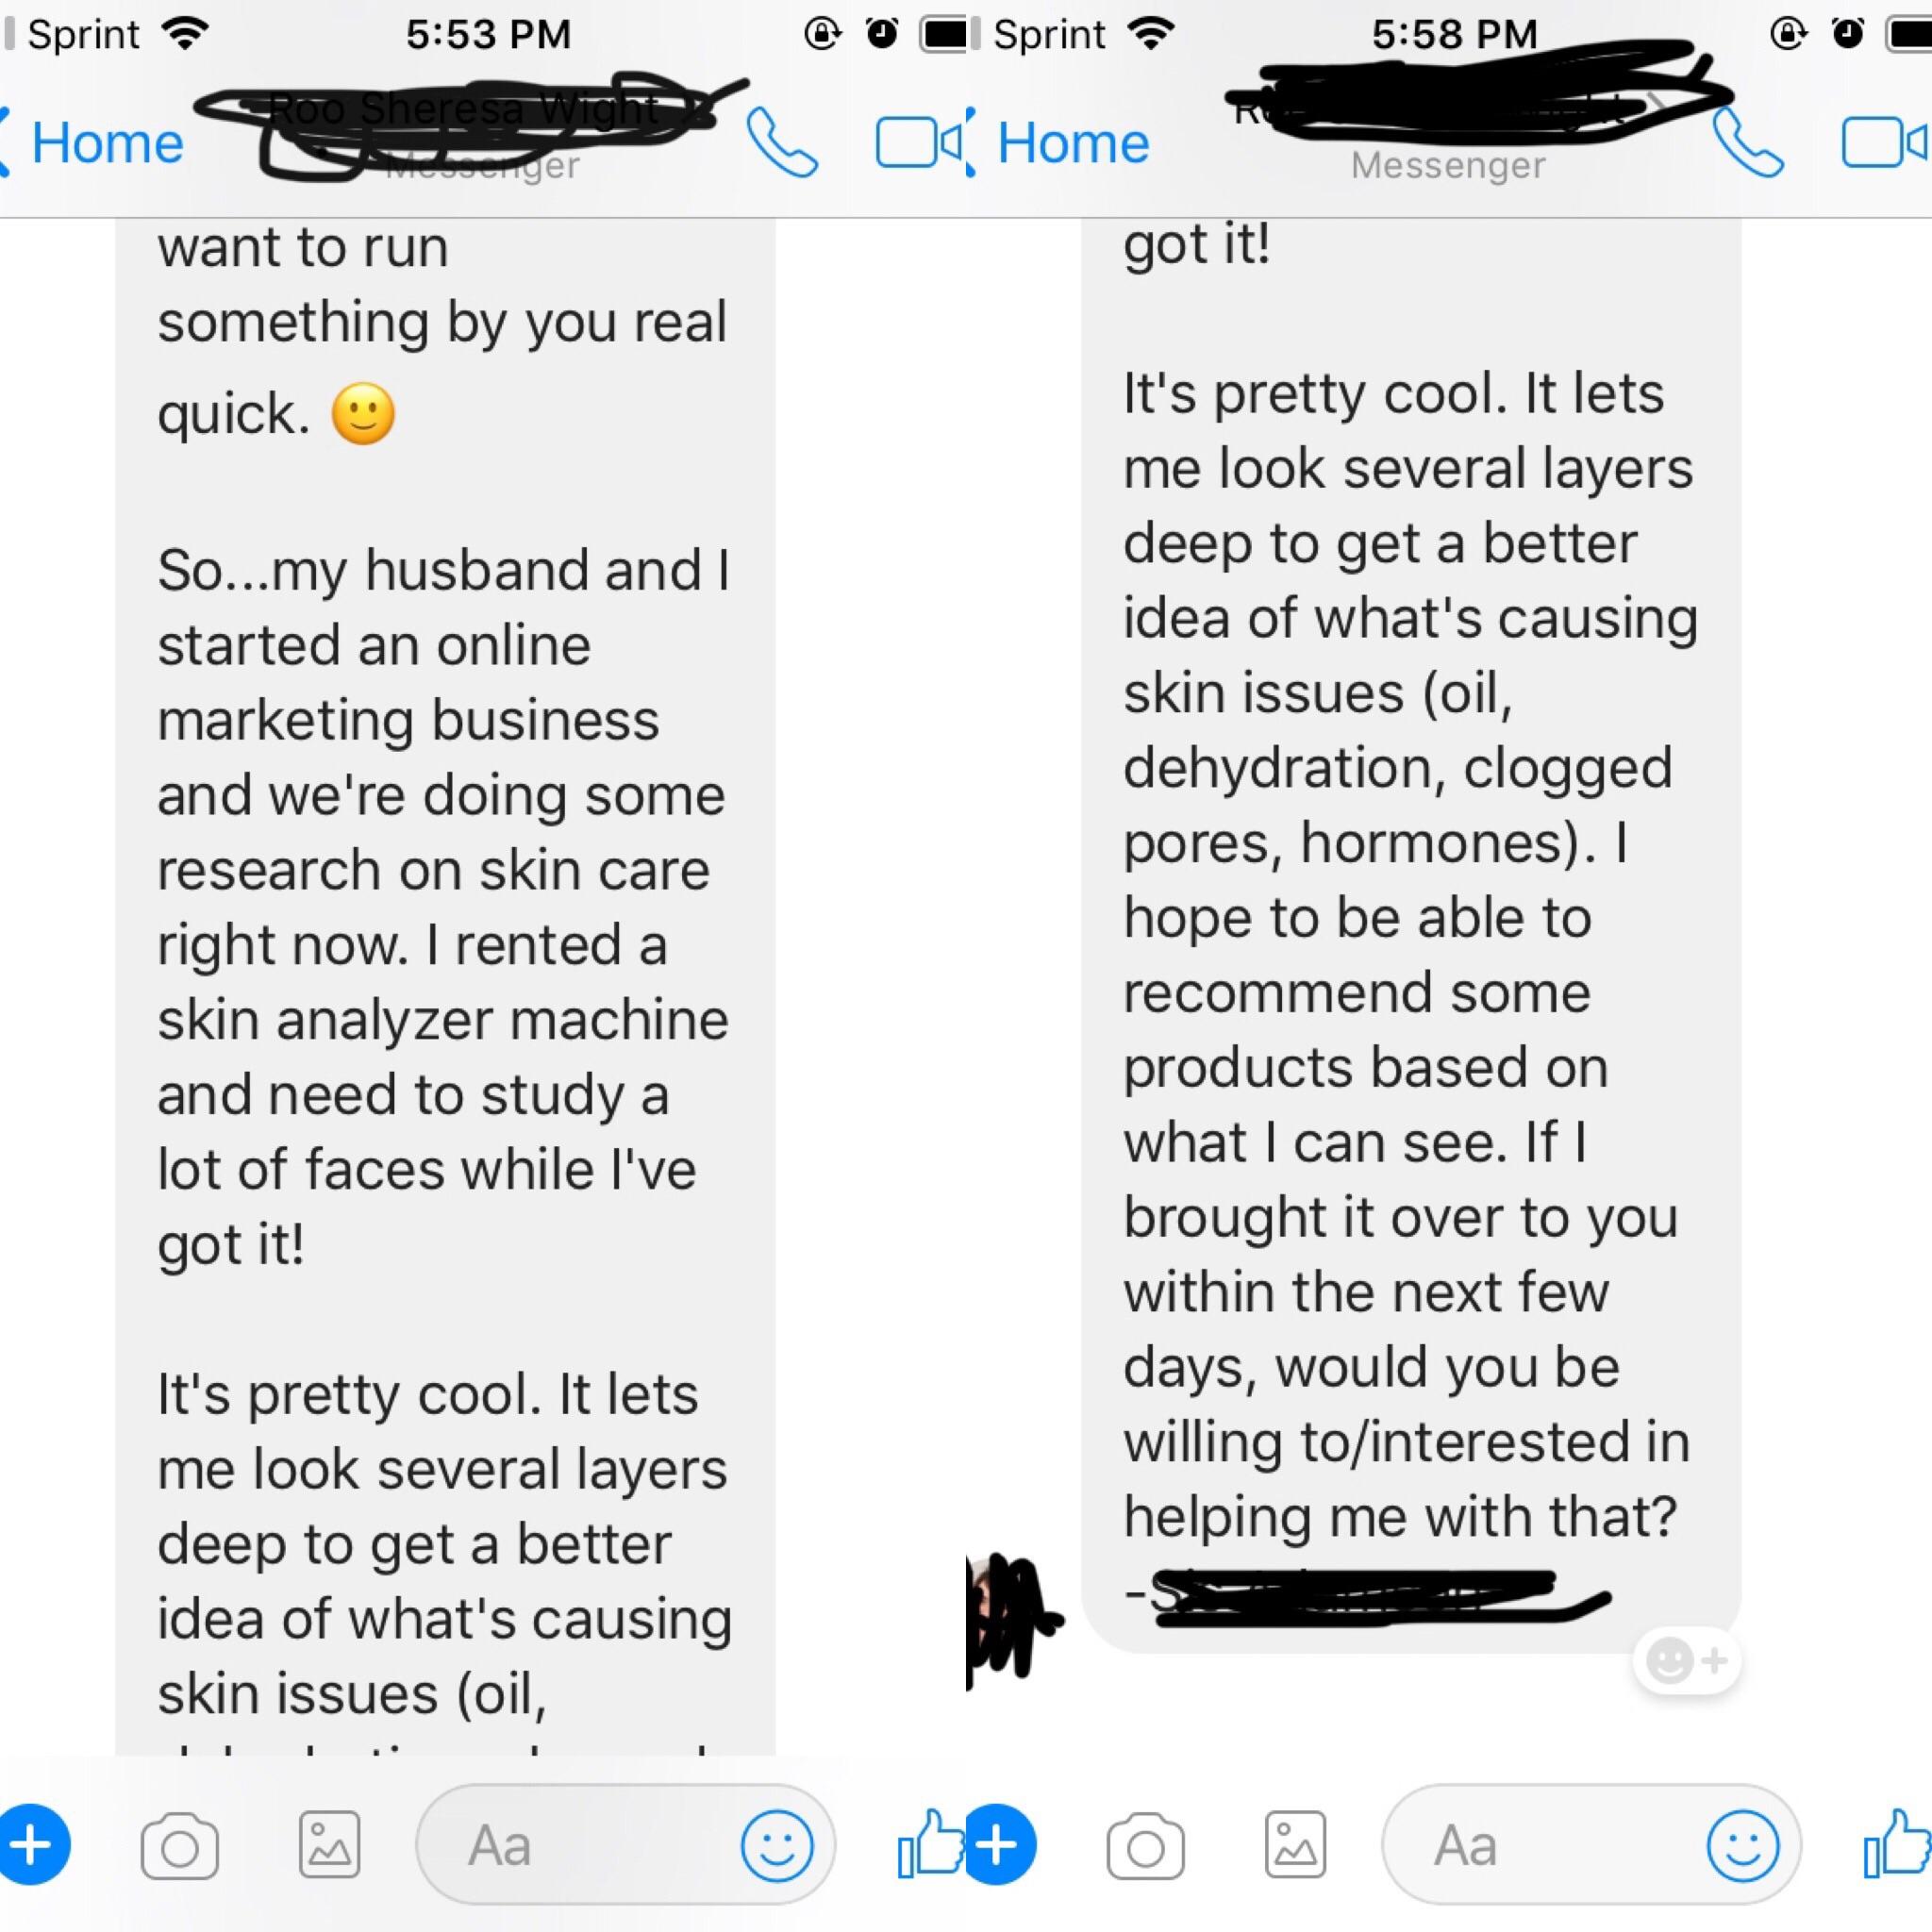 Sprint 5:53 PM
Home
Messenger
want to run
something by you real
quick. 🙂
So...my husband and I
started an online
marketing business
and we're doing some
research on skin care
right now. I rented a
skin analyzer machine
and need to study a
lot of faces while I've
got it!
It's pretty cool. It lets
me look several layers
deep to get a better
idea of what's causing
skin issues (oil,
Aa
Sprint 5:58 PM
Home
Messenger
got it!
It's pretty cool. It lets
me look several layers
deep to get a better
idea of what's causing
skin issues (oil,
dehydration, clogged
pores, hormones). I
hope to be able to
recommend some
products based on
what I can see. If I
brought it over to you
within the next few
days, would you be
willing to/interested in
helping me with that?
Aa